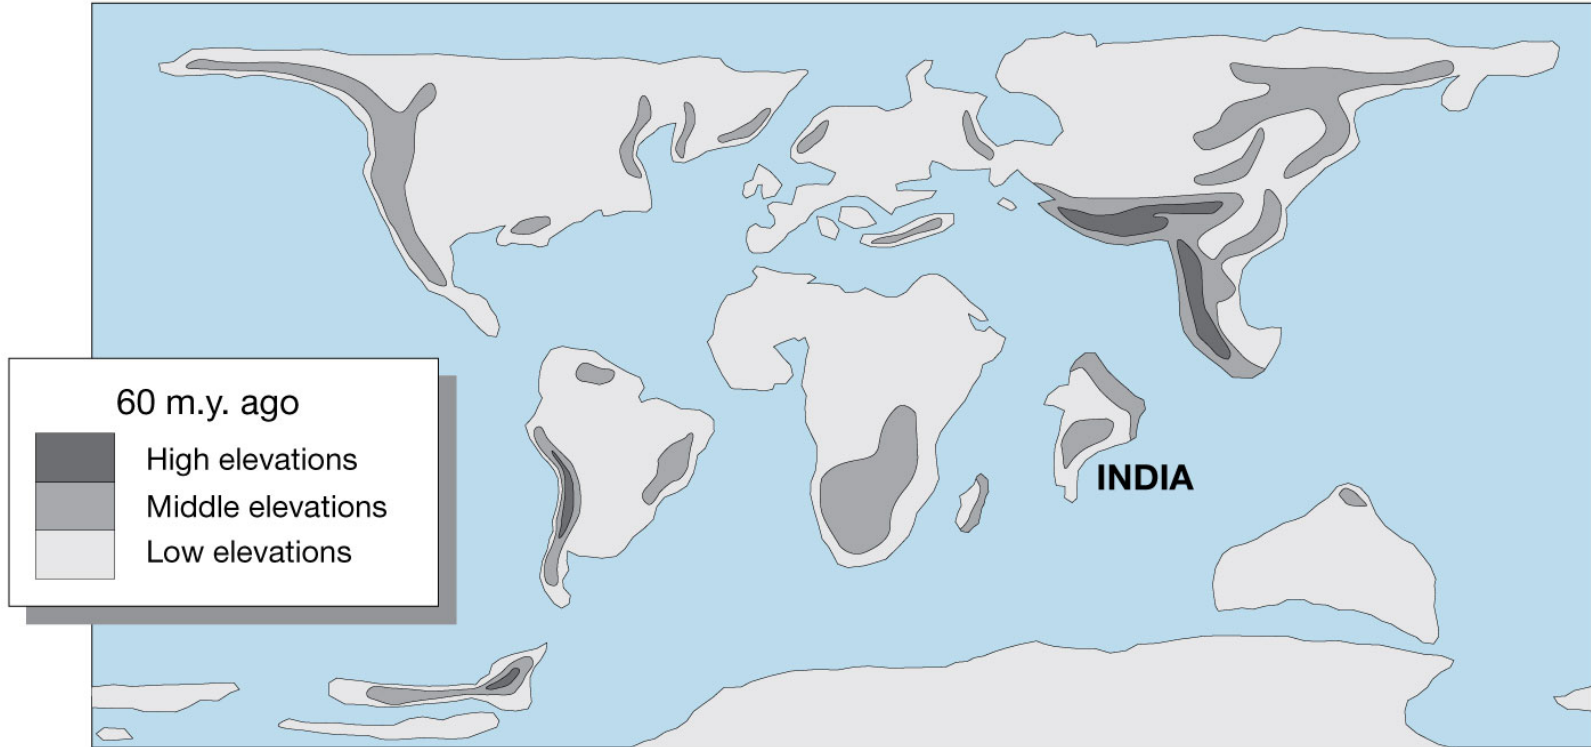 60 m.y. ago
High elevations
Middle elevations
Low elevations
INDIA